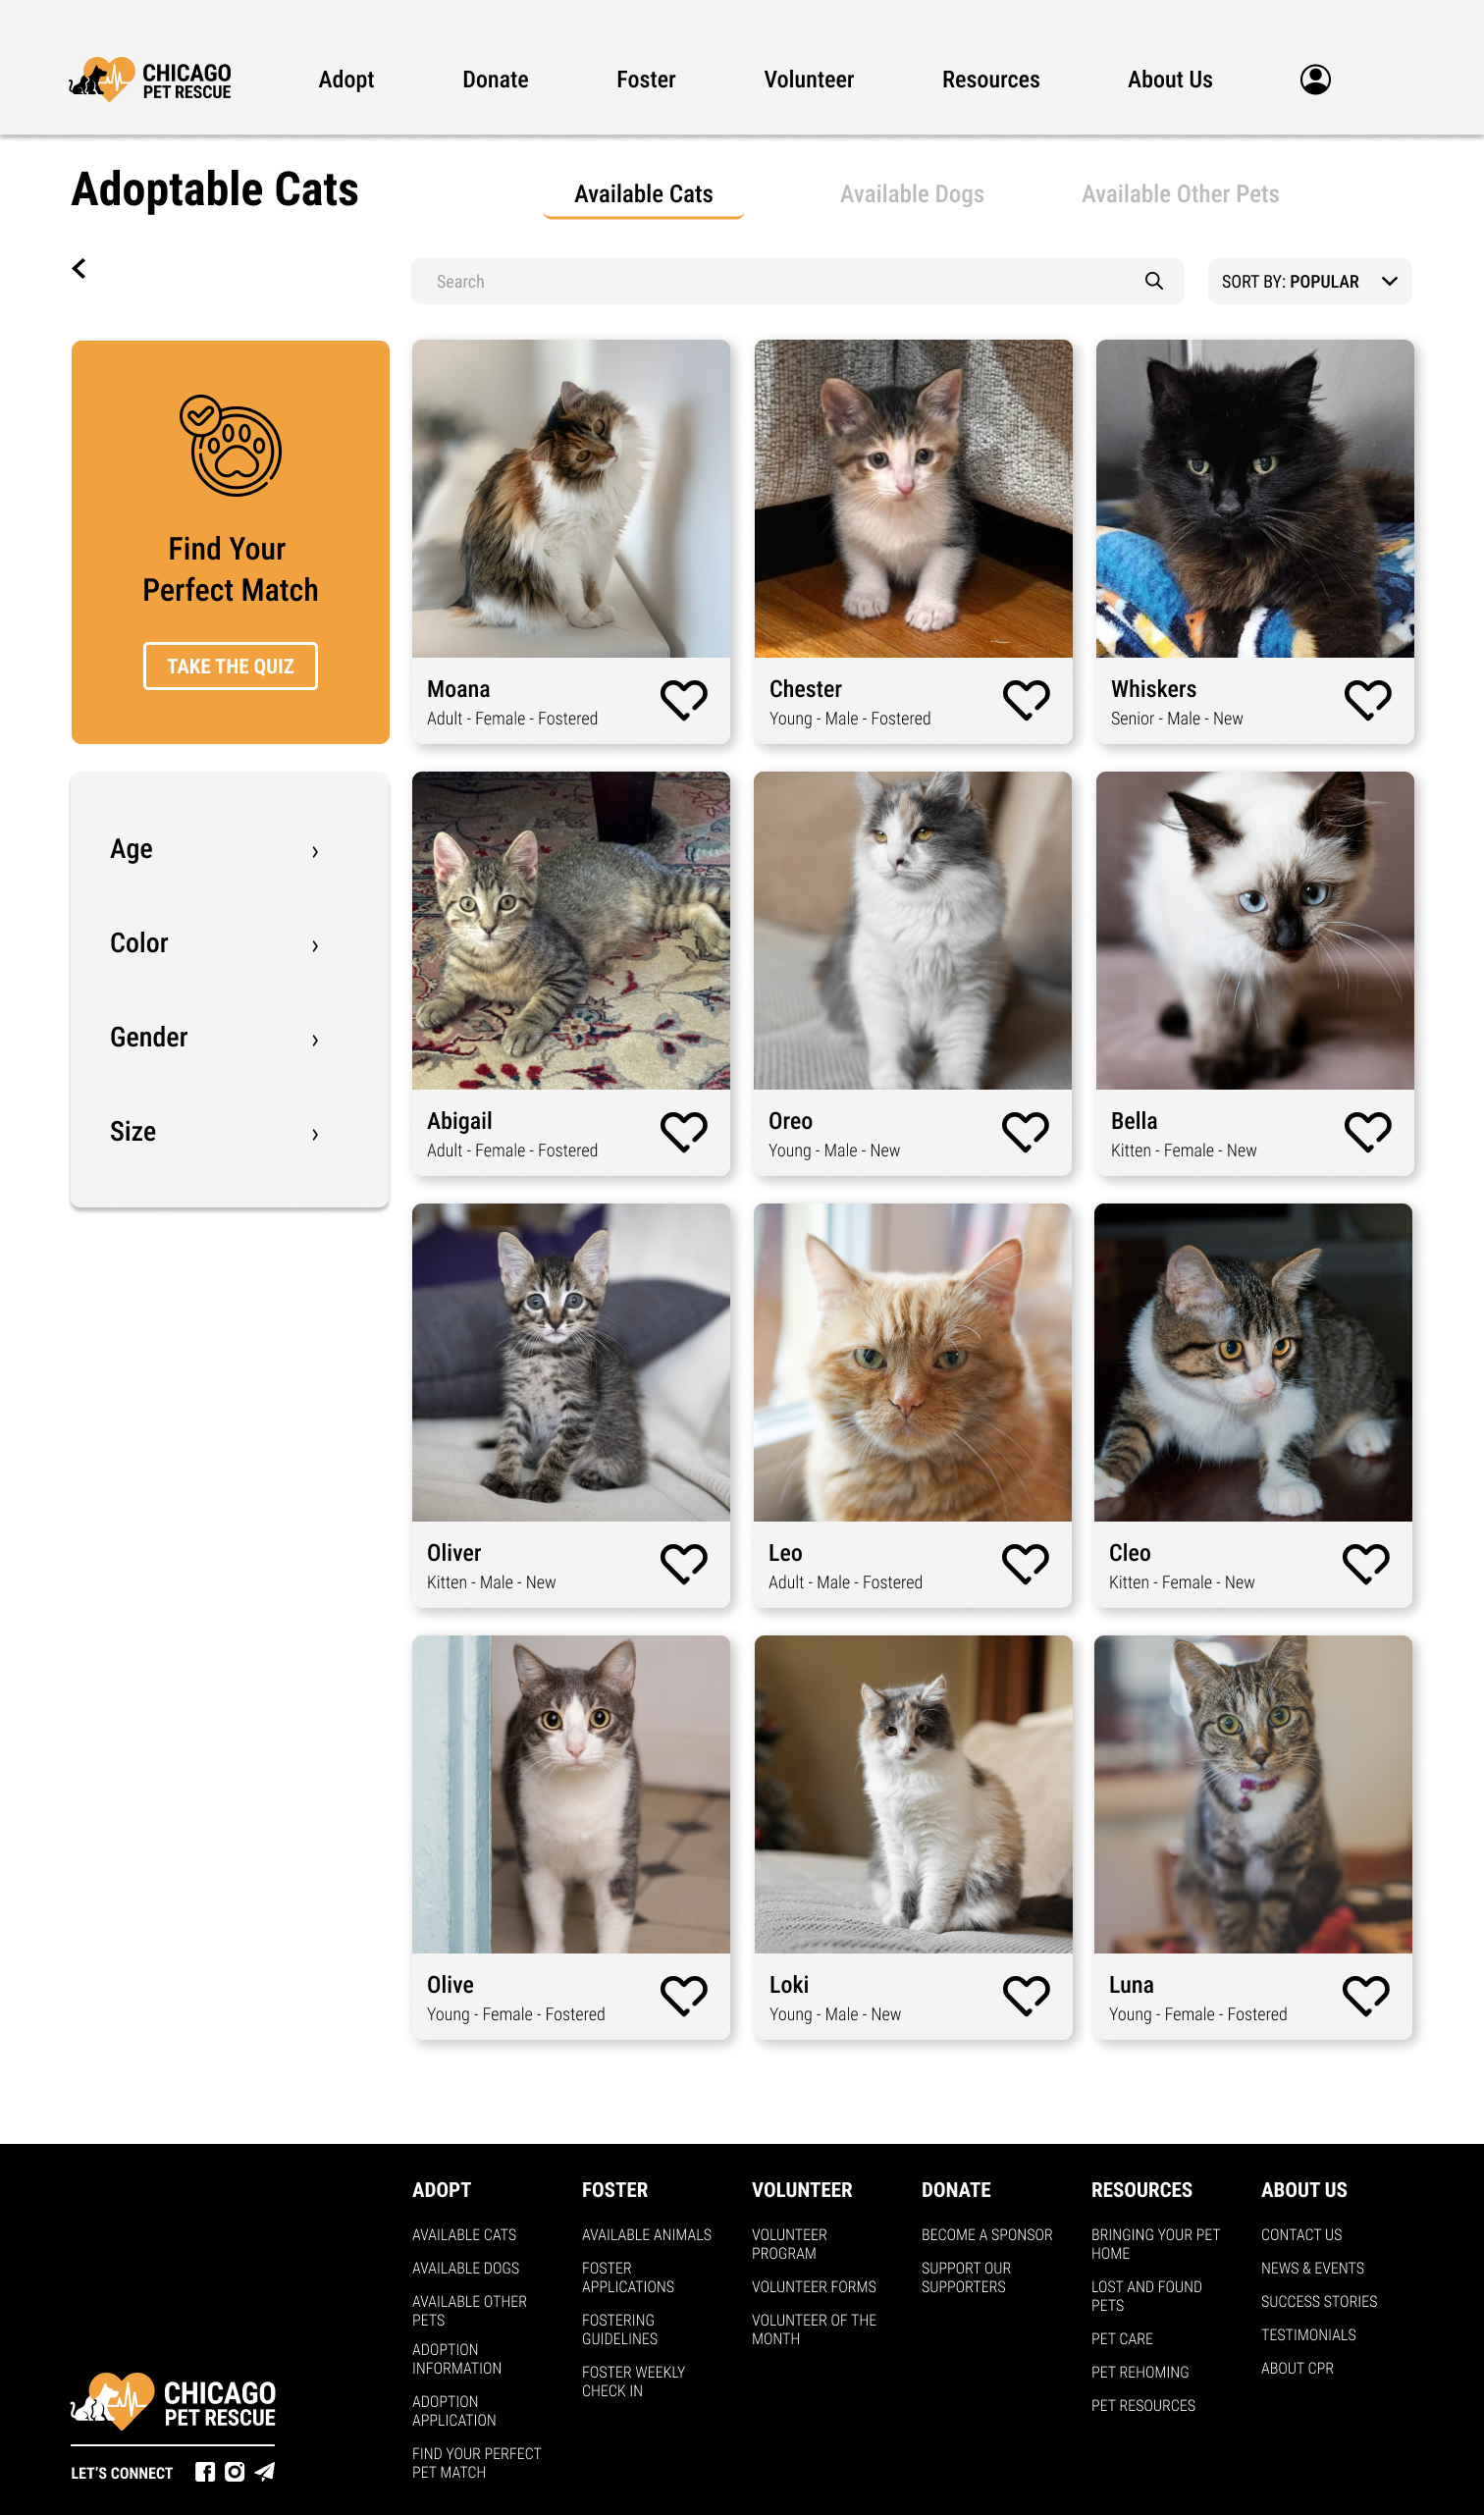 CHICAGO
PET RESCUE
Adopt
Donate
Foster
Volunteer
Resources
About Us
Adoptable Cats
Available Cats
Available Dogs
Available Other Pets
Search
SORT BY: POPULAR
Find Your
Perfect Match
TAKE THE QUIZ
Age
Color
Gender
Size
Moana
Adult - Female - Fostered
Chester
Young - Male - Fostered
Whiskers
Senior - Male - New
Abigail
Adult - Female - Fostered
Oreo
Young - Male - New
Bella
Kitten - Female - New
Oliver
Kitten - Male - New
Leo
Adult - Male - Fostered
Cleo
Kitten - Female - New
Olive
Young - Female - Fostered
Loki
Young - Male - New
Luna
Young - Female - Fostered
CHICAGO
PET RESCUE
LET'S CONNECT
ADOPT
AVAILABLE CATS
AVAILABLE DOGS
AVAILABLE OTHER
PETS
ADOPTION
INFORMATION
ADOPTION
APPLICATION
FIND YOUR PERFECT
PET MATCH
FOSTER
AVAILABLE ANIMALS
FOSTER
APPLICATIONS
FOSTERING
GUIDELINES
FOSTER WEEKLY
CHECK IN
VOLUNTEER
VOLUNTEER
PROGRAM
VOLUNTEER FORMS
VOLUNTEER OF THE
MONTH
DONATE
BECOME A SPONSOR
SUPPORT OUR
SUPPORTERS
RESOURCES
BRINGING YOUR PET
HOME
LOST AND FOUND
PETS
PET CARE
PET REHOMING
PET RESOURCES
ABOUT US
CONTACT US
NEWS & EVENTS
SUCCESS STORIES
TESTIMONIALS
ABOUT CPR